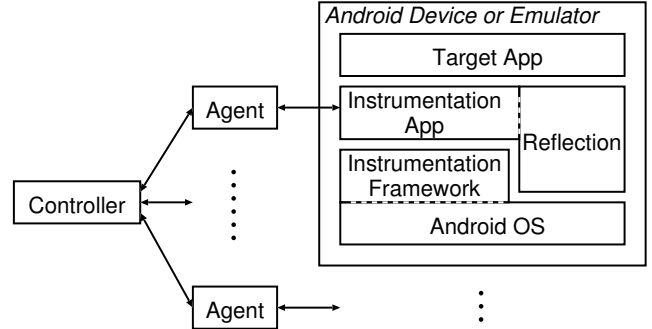 Android Device or Emulator
Target App
Agent
Instrumentation
App
Reflection
Instrumentation
Framework
Controller
Android OS
Agent